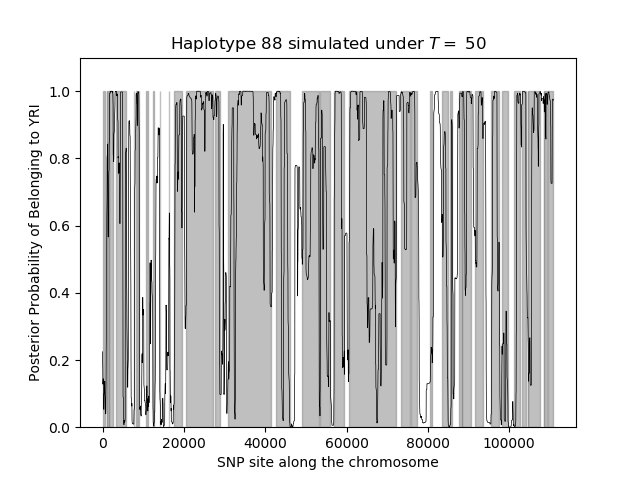 Haplotype 88 simulated under T = 50
Posterior Probability of Belonging to YRI
1.0
0.8
0.6
0.4
0.2
0.0
0 20000 40000 60000 80000 100000
SNP site along the chromosome